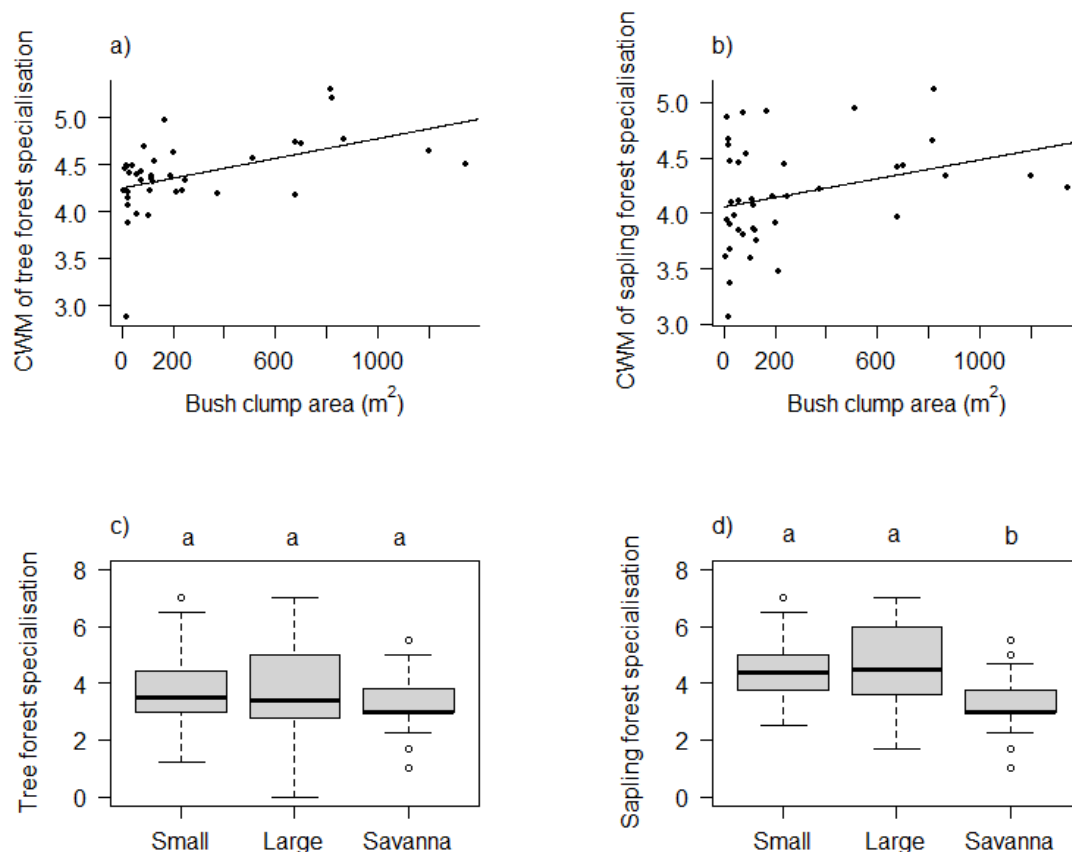 a)
CWM of tree forest specialisation
5.0
4.5
4.0
3.5
3.0
0 200 600 1000
Bush clump area (m²)
b)
CWM of sapling forest specialisation
5.0
4.5
4.0
3.5
3.0
0 200 600 1000
Bush clump area (m²)
c)
a a a
Tree forest specialisation
8
6
4
2
0
Small Large Savanna
d)
a a b
Sapling forest specialisation
8
6
4
2
0
Small Large Savanna